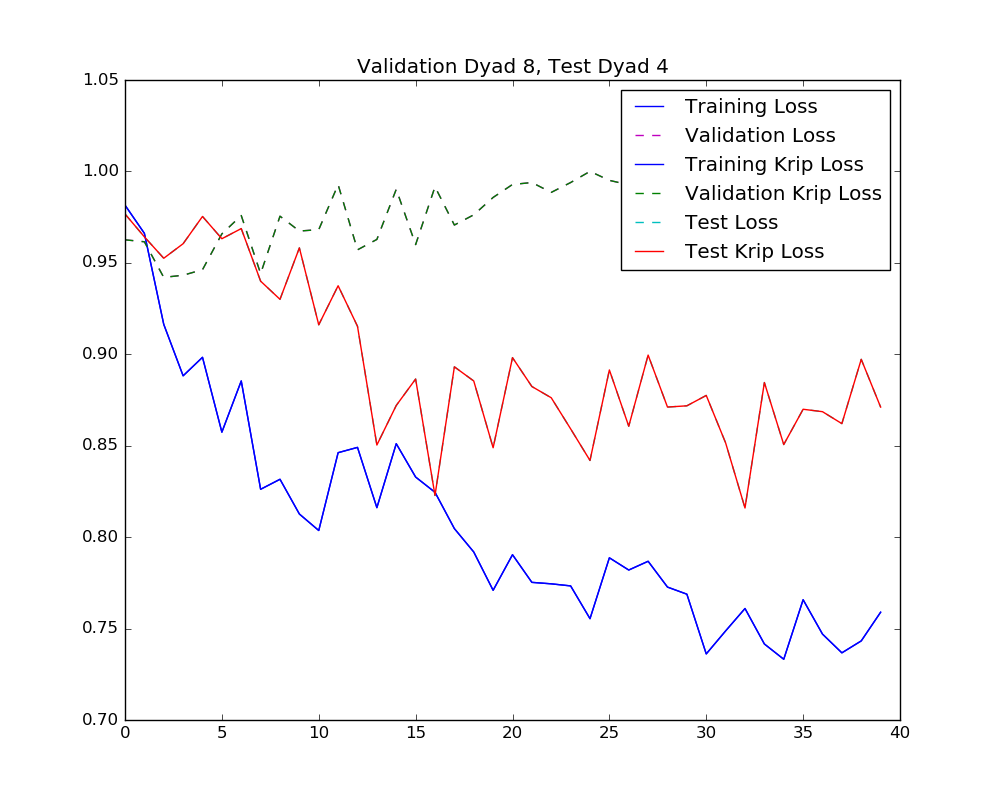 Validation Dyad 8, Test Dyad 4
1.05
1.00
0.95
0.90
0.85
0.80
0.75
0.70
Training Loss
Validation Loss
Training Krip Loss
Validation Krip Loss
Test Loss
Test Krip Loss
0 5 10 15 20 25 30 35 40